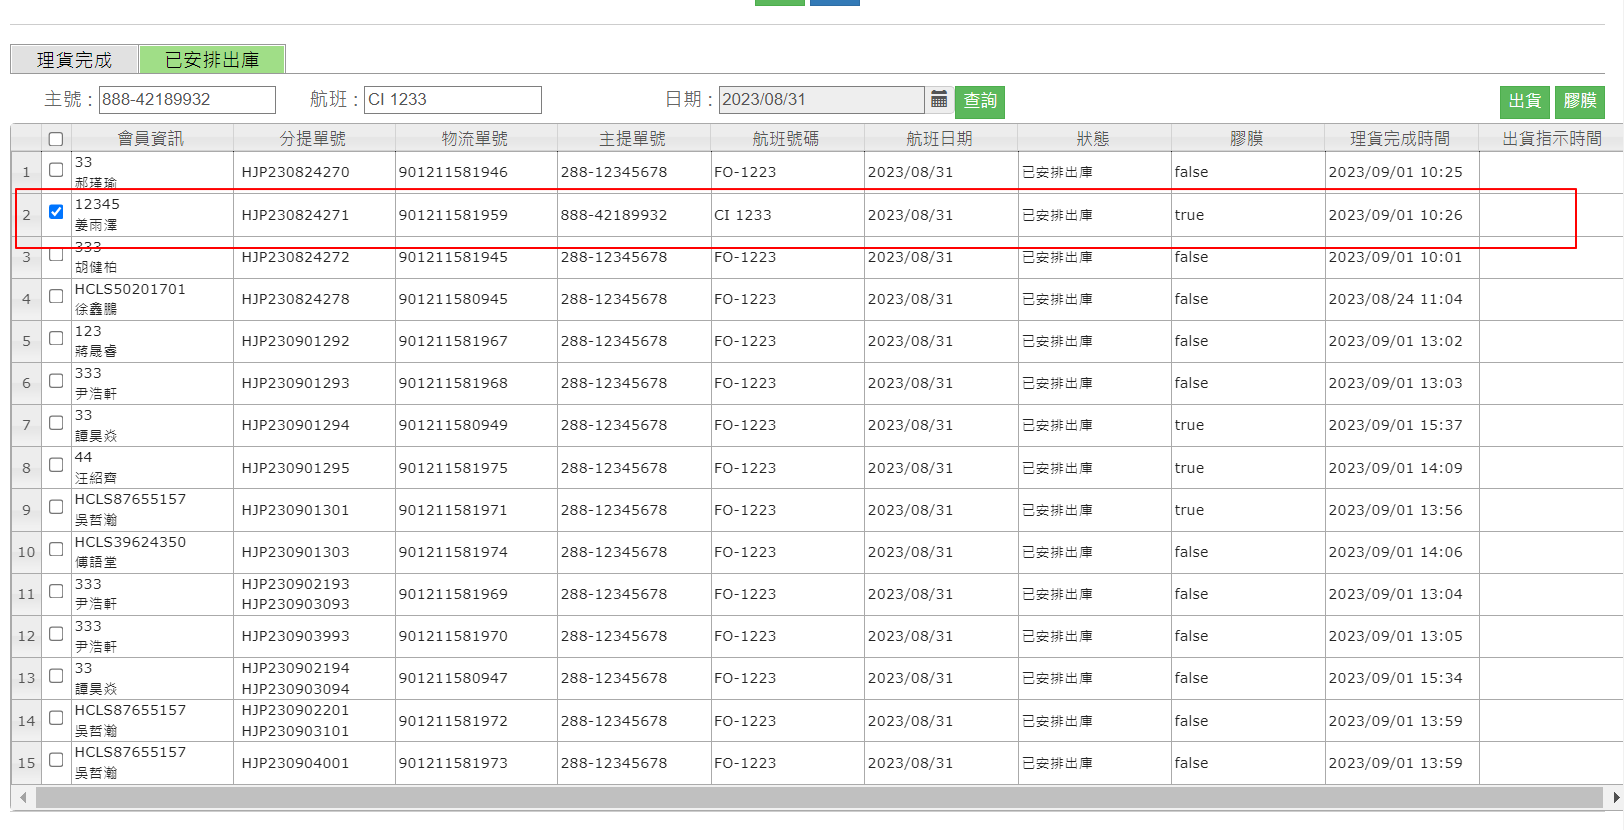 理貨完成 已安排出庫
主號 : 888-42189932 航班 : CI 1233 日期 : 2023/08/31 查詢 出貨 膠膜
會員資訊 分提單號 物流單號 主提單號 航班號碼 航班日期 狀態 膠膜 理貨完成時間 出貨指示時間
33
1 HJP230824270 901211581946 288-12345678 FO-1223 2023/08/31 已安排出庫 false 2023/09/01 10:25
郝瑾瑜
12345
2 HJP230824271 901211581959 888-42189932 CI 1233 2023/08/31 已安排出庫 true 2023/09/01 10:26
姜雨澤
333
3 HJP230824272 901211581945 288-12345678 FO-1223 2023/08/31 已安排出庫 false 2023/09/01 10:01
胡健柏
HCLS50201701
4 HJP230824278 901211580945 288-12345678 FO-1223 2023/08/31 已安排出庫 false 2023/08/24 11:04
徐鑫鵬
123
5 HJP230901292 901211581967 288-12345678 FO-1223 2023/08/31 已安排出庫 false 2023/09/01 13:02
蔣晟睿
333
6 HJP230901293 901211581968 288-12345678 FO-1223 2023/08/31 已安排出庫 false 2023/09/01 13:03
尹浩軒
33
7 HJP230901294 901211580949 288-12345678 FO-1223 2023/08/31 已安排出庫 true 2023/09/01 15:37
譚昊焱
44
8 HJP230901295 901211581975 288-12345678 FO-1223 2023/08/31 已安排出庫 true 2023/09/01 14:09
汪紹齊
HCLS87655157
9 HJP230901301 901211581971 288-12345678 FO-1223 2023/08/31 已安排出庫 true 2023/09/01 13:56
吳哲瀚
HCLS39624350
10 HJP230901303 901211581974 288-12345678 FO-1223 2023/08/31 已安排出庫 false 2023/09/01 14:06
傅語堂
333 HJP230902193
11 901211581969 288-12345678 FO-1223 2023/08/31 已安排出庫 false 2023/09/01 13:04
尹浩軒 HJP230903093
333
12 HJP230903993 901211581970 288-12345678 FO-1223 2023/08/31 已安排出庫 false 2023/09/01 13:05
尹浩軒
33 HJP230902194
13 901211580947 288-12345678 FO-1223 2023/08/31 已安排出庫 false 2023/09/01 15:34
譚昊焱 HJP230903094
HCLS87655157 HJP230902201
14 901211581972 288-12345678 FO-1223 2023/08/31 已安排出庫 false 2023/09/01 13:59
吳哲瀚 HJP230903101
HCLS87655157
15 HJP230904001 901211581973 288-12345678 FO-1223 2023/08/31 已安排出庫 false 2023/09/01 13:59
吳哲瀚